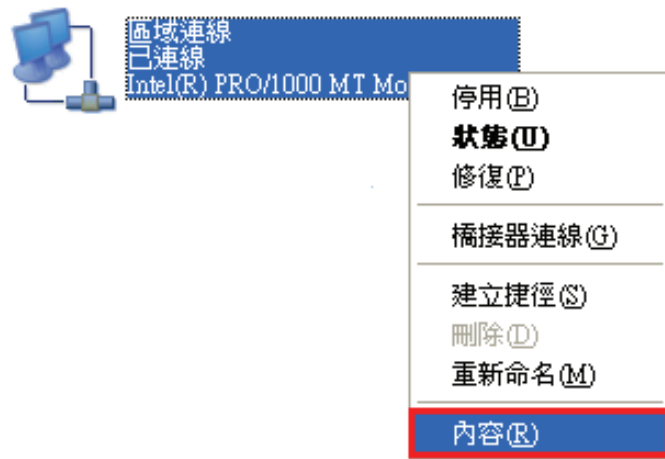 區域連線
已連線
Intel(R) PRO/1000 MT Mo
停用(B)
狀態(U)
修復(P)
橋接器連線(G)
建立捷徑(S)
刪除(D)
重新命名(M)
內容(R)